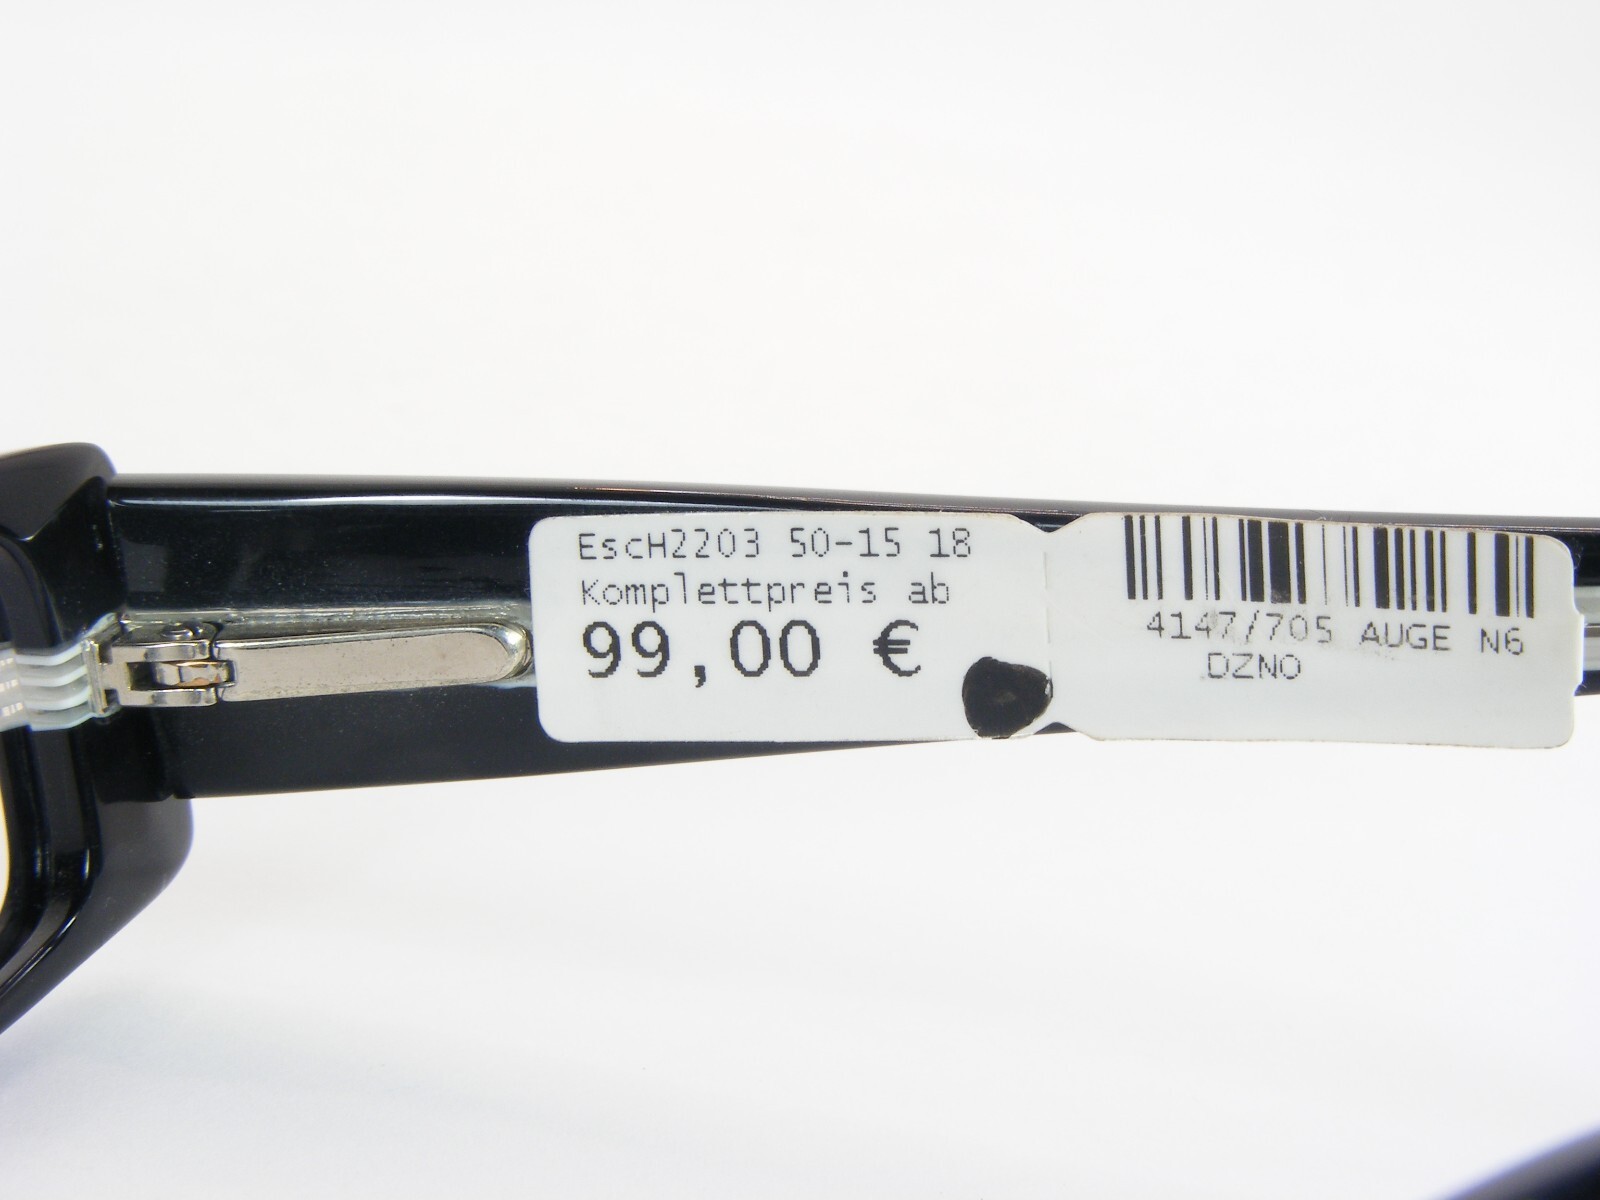 EscH2203 50-15 18
Komplettpreis ab
99,00 €
4147/705 AUGE N6
DZNO